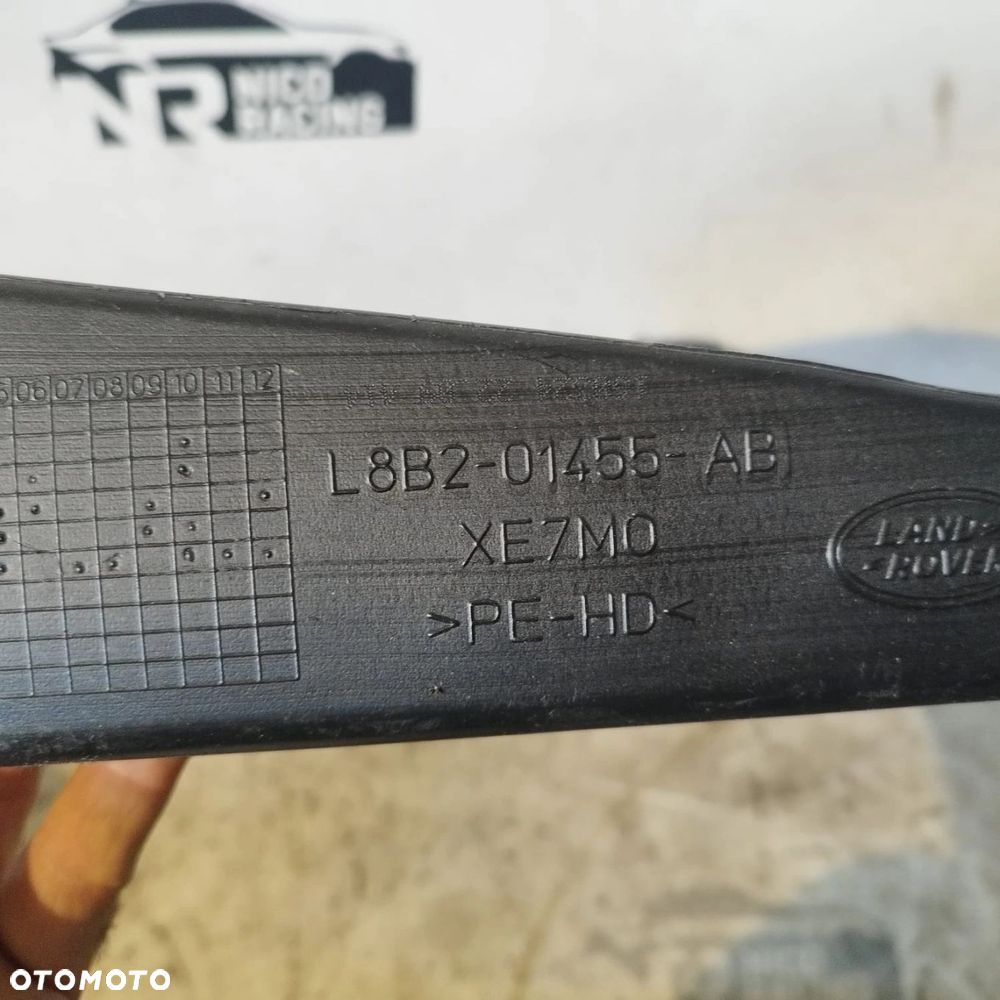 NR NICO
RACING
06 07 08 09 10 11 12
L8B2-01455-AB
XE7M0
>PE-HD<
LAND
ROVER
OTOMOTO